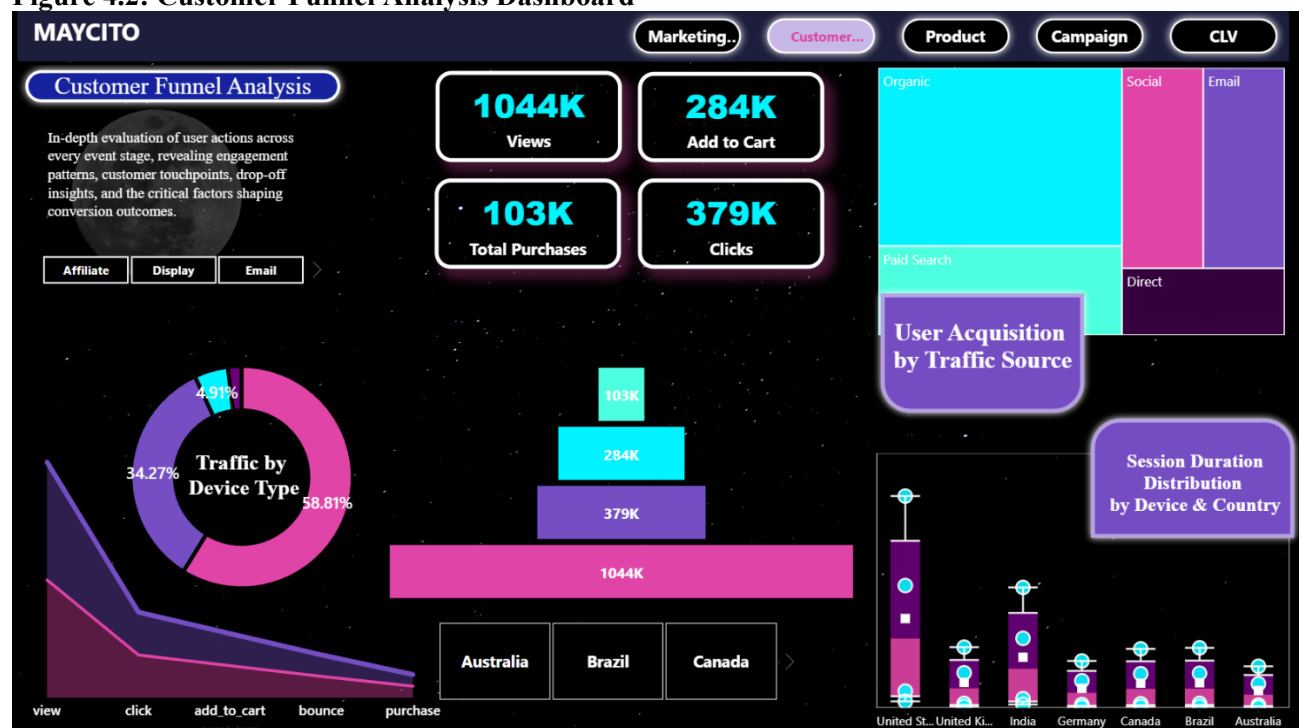 Figure 4.2: Customer Funnel Analysis Dashboard
MAYCITO
Marketing..
Customer...
Product
Campaign
CLV
Customer Funnel Analysis
In-depth evaluation of user actions across
every event stage, revealing engagement
patterns, customer touchpoints, drop-off
insights, and the critical factors shaping
conversion outcomes.
Affiliate
Display
Email
1044K
Views
284K
Add to Cart
103K
Total Purchases
379K
Clicks
Organic
Social
Email
Paid Search
Direct
User Acquisition
by Traffic Source
4.91%
34.27%
58.81%
Traffic by
Device Type
view
click
add_to_cart
bounce
purchase
103K
284K
379K
1044K
Australia
Brazil
Canada
Session Duration
Distribution
by Device & Country
United St...
United Ki...
India
Germany
Canada
Brazil
Australia